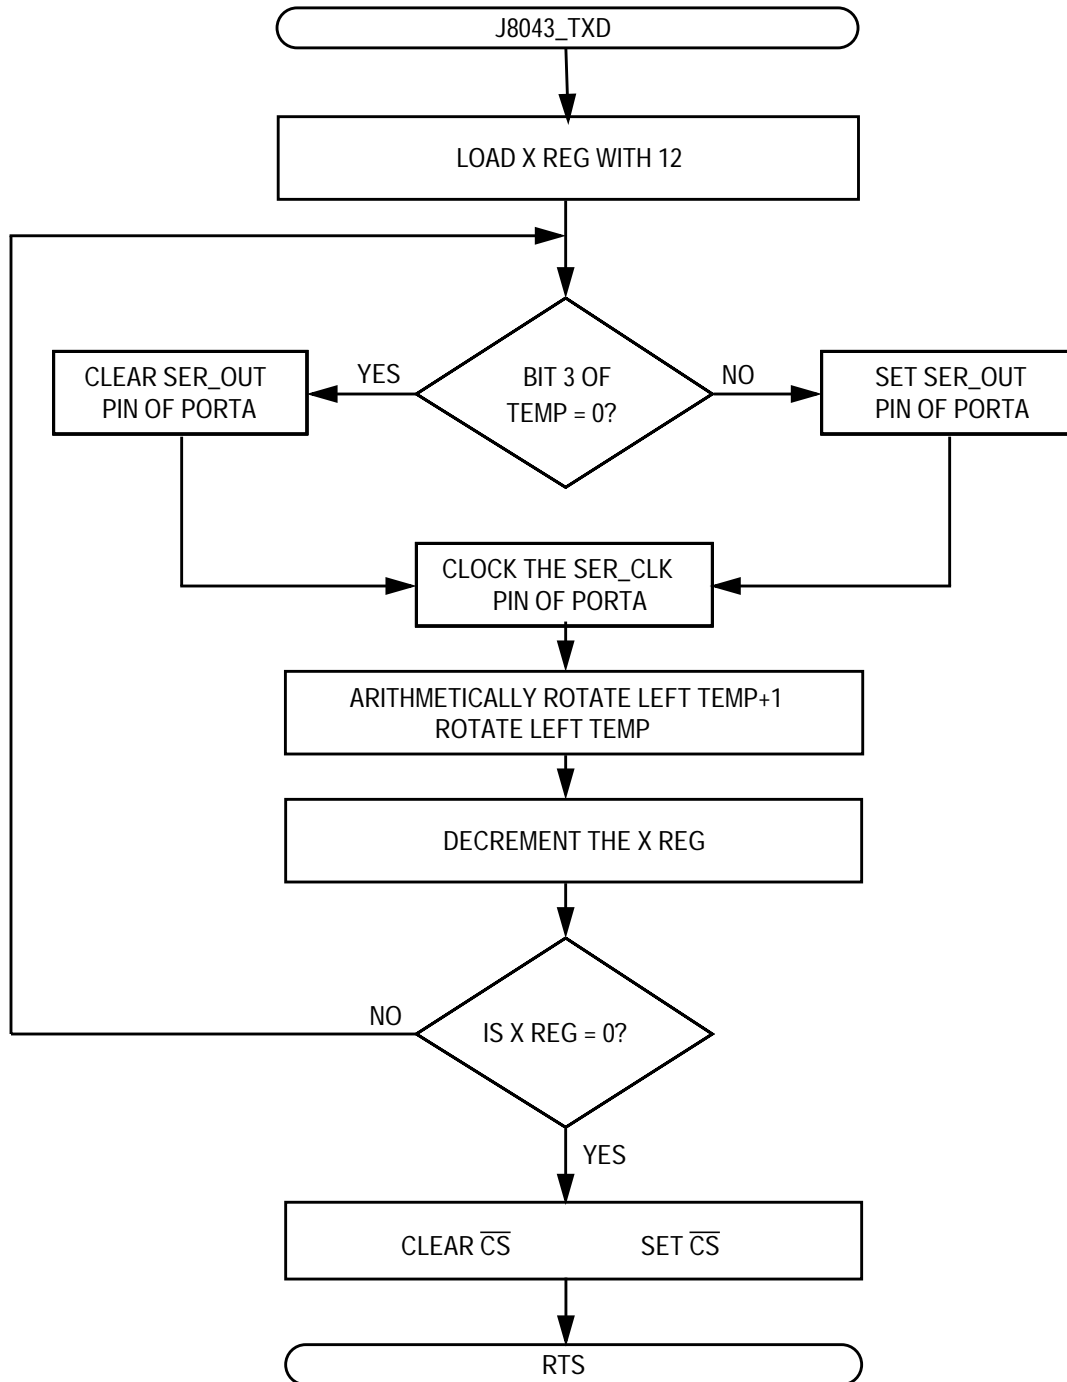 J8043_TXD
LOAD X REG WITH 12
CLEAR SER_OUT
PIN OF PORTA
YES
BIT 3 OF
TEMP = 0?
NO
SET SER_OUT
PIN OF PORTA
CLOCK THE SER_CLK
PIN OF PORTA
ARITHMETICALLY ROTATE LEFT TEMP+1
ROTATE LEFT TEMP
DECREMENT THE X REG
NO
IS X REG = 0?
YES
CLEAR C̅S̅ SET C̅S̅
RTS